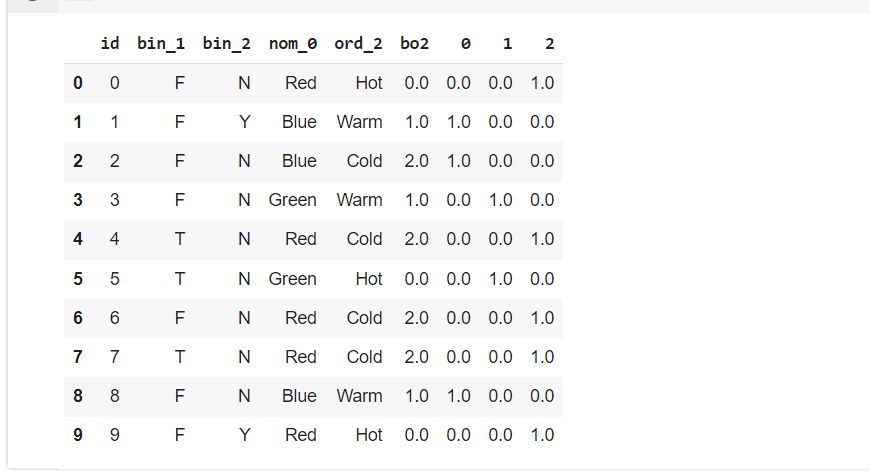 id bin_1 bin_2 nom_0 ord_2 bo2 0 1 2
0 0 F N Red Hot 0.0 0.0 0.0 1.0
1 1 F Y Blue Warm 1.0 1.0 0.0 0.0
2 2 F N Blue Cold 2.0 1.0 0.0 0.0
3 3 F N Green Warm 1.0 0.0 1.0 0.0
4 4 T N Red Cold 2.0 0.0 0.0 1.0
5 5 T N Green Hot 0.0 0.0 1.0 0.0
6 6 F N Red Cold 2.0 0.0 0.0 1.0
7 7 T N Red Cold 2.0 0.0 0.0 1.0
8 8 F N Blue Warm 1.0 1.0 0.0 0.0
9 9 F Y Red Hot 0.0 0.0 0.0 1.0